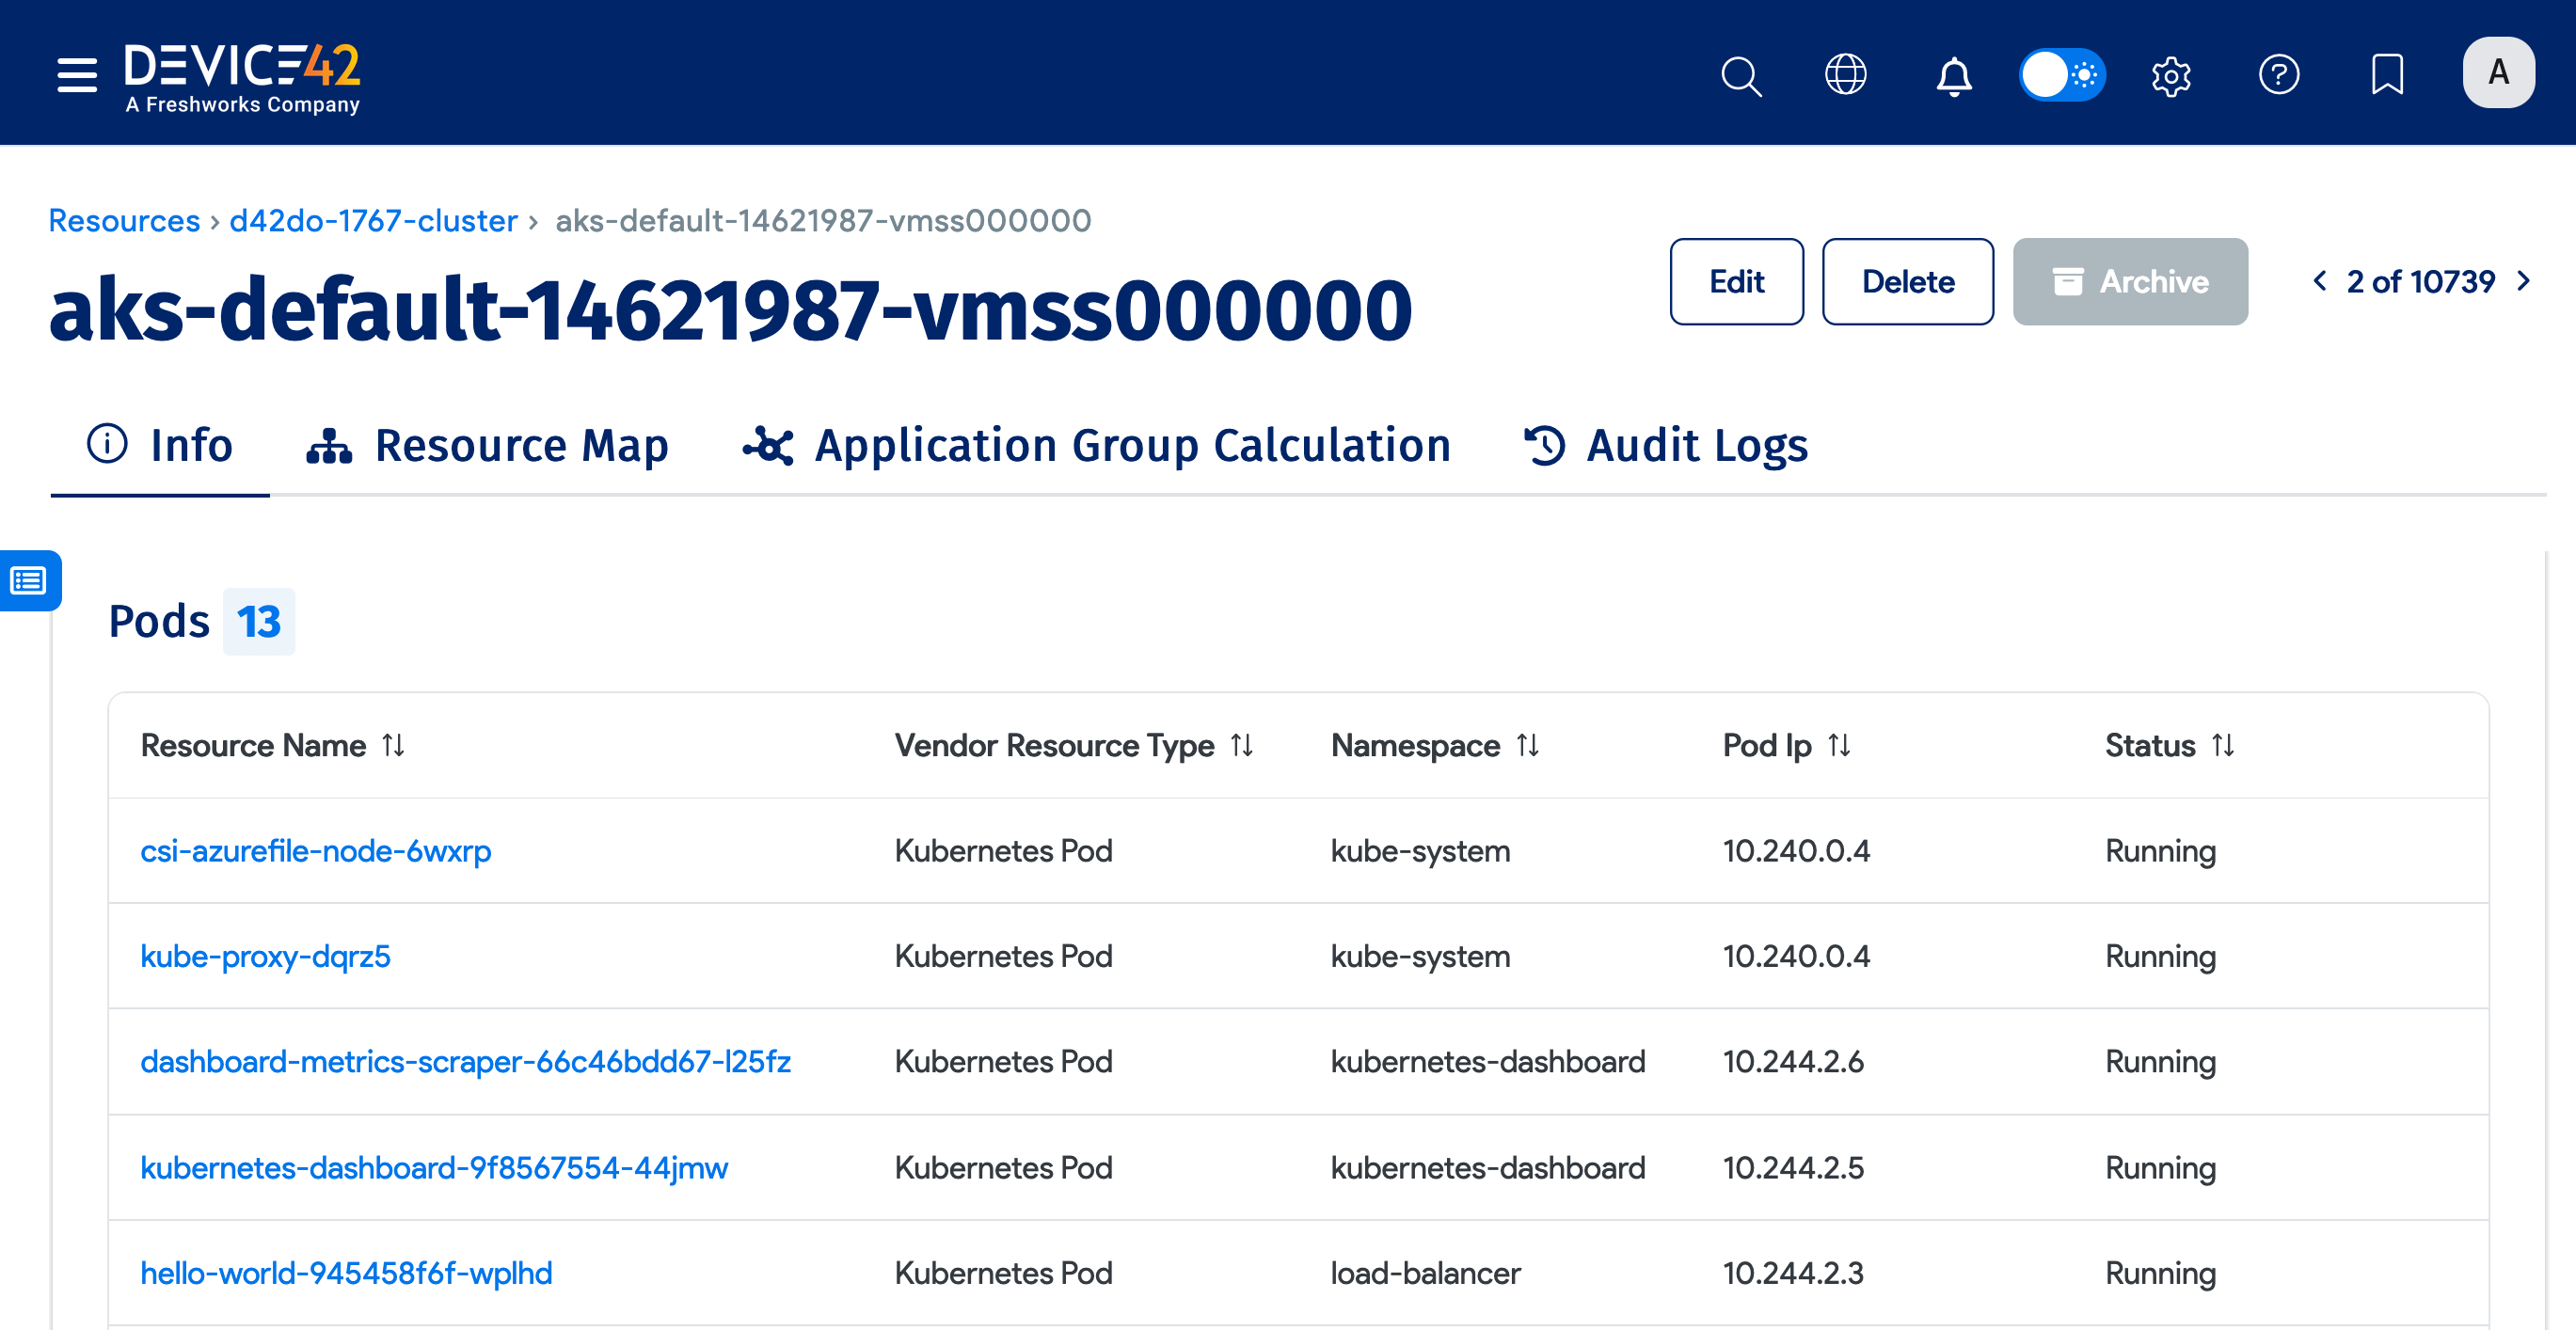 DEVICE42
A Freshworks Company
A
Resources › d42do-1767-cluster › aks-default-14621987-vmss000000
aks-default-14621987-vmss000000
Edit Delete Archive 2 of 10739
Info Resource Map Application Group Calculation Audit Logs
Pods 13
Resource Name Vendor Resource Type Namespace Pod Ip Status
csi-azurefile-node-6wxrp Kubernetes Pod kube-system 10.240.0.4 Running
kube-proxy-dqrz5 Kubernetes Pod kube-system 10.240.0.4 Running
dashboard-metrics-scraper-66c46bdd67-l25fz Kubernetes Pod kubernetes-dashboard 10.244.2.6 Running
kubernetes-dashboard-9f8567554-44jmw Kubernetes Pod kubernetes-dashboard 10.244.2.5 Running
hello-world-945458f6f-wplhd Kubernetes Pod load-balancer 10.244.2.3 Running